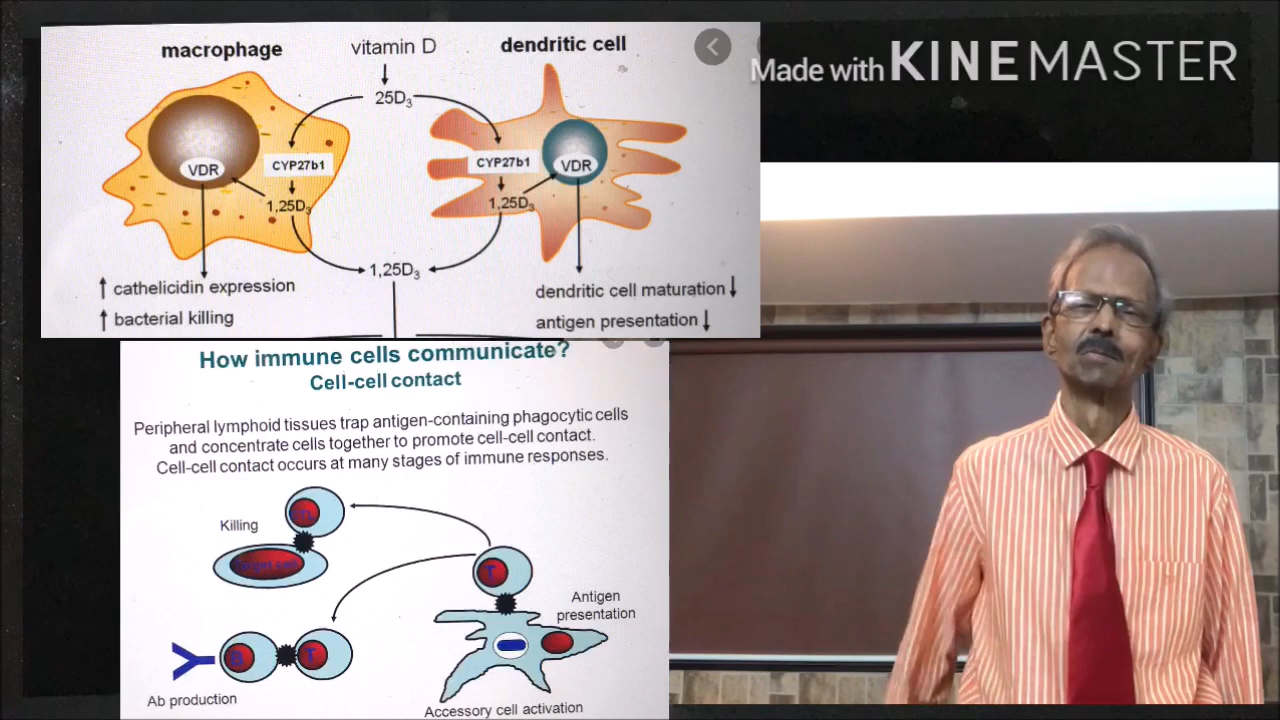 macrophage
vitamin D
dendritic cell
25D3
CYP27b1
CYP27b1
VDR
VDR
1,25D3
1,25D3
1,25D3
↑ cathelicidin expression
↑ bacterial killing
dendritic cell maturation ↓
antigen presentation ↓
Made with KINEMASTER
How immune cells communicate?
Cell-cell contact
Peripheral lymphoid tissues trap antigen-containing phagocytic cells
and concentrate cells together to promote cell-cell contact.
Cell-cell contact occurs at many stages of immune responses.
Killing
T
Antigen
presentation
B
T
Ab production
Accessory cell activation